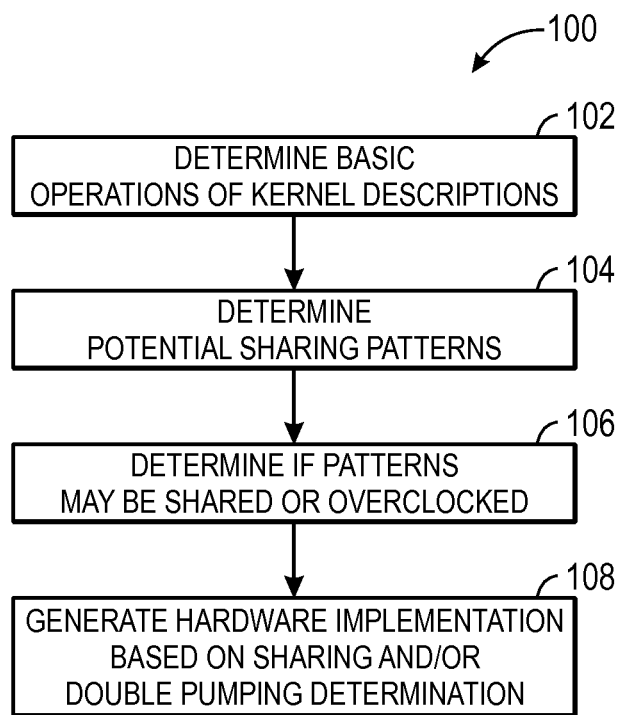 100
102
DETERMINE BASIC
OPERATIONS OF KERNEL DESCRIPTIONS
104
DETERMINE
POTENTIAL SHARING PATTERNS
106
DETERMINE IF PATTERNS
MAY BE SHARED OR OVERCLOCKED
108
GENERATE HARDWARE IMPLEMENTATION
BASED ON SHARING AND/OR
DOUBLE PUMPING DETERMINATION